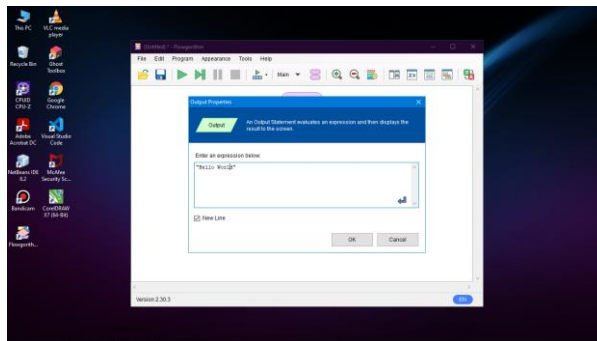 This PC
VLC media
player
Recycle Bin
Ghost
Toolbox
CPUID
CPU-Z
Google
Chrome
Adobe
Acrobat DC
Visual Studio
Code
NetBeans IDE
8.2
McAfee
Security Sc...
Bandicam
CorelDRAW
X7 (64-Bit)
Flowgorith...
(Untitled) * - Flowgorithm
File Edit Program Appearance Tools Help
Main
Output Properties
Output
An Output Statement evaluates an expression and then displays the
result to the screen.
Enter an expression below:
"Hello World"
New Line
OK Cancel
Version 2.30.3
EN